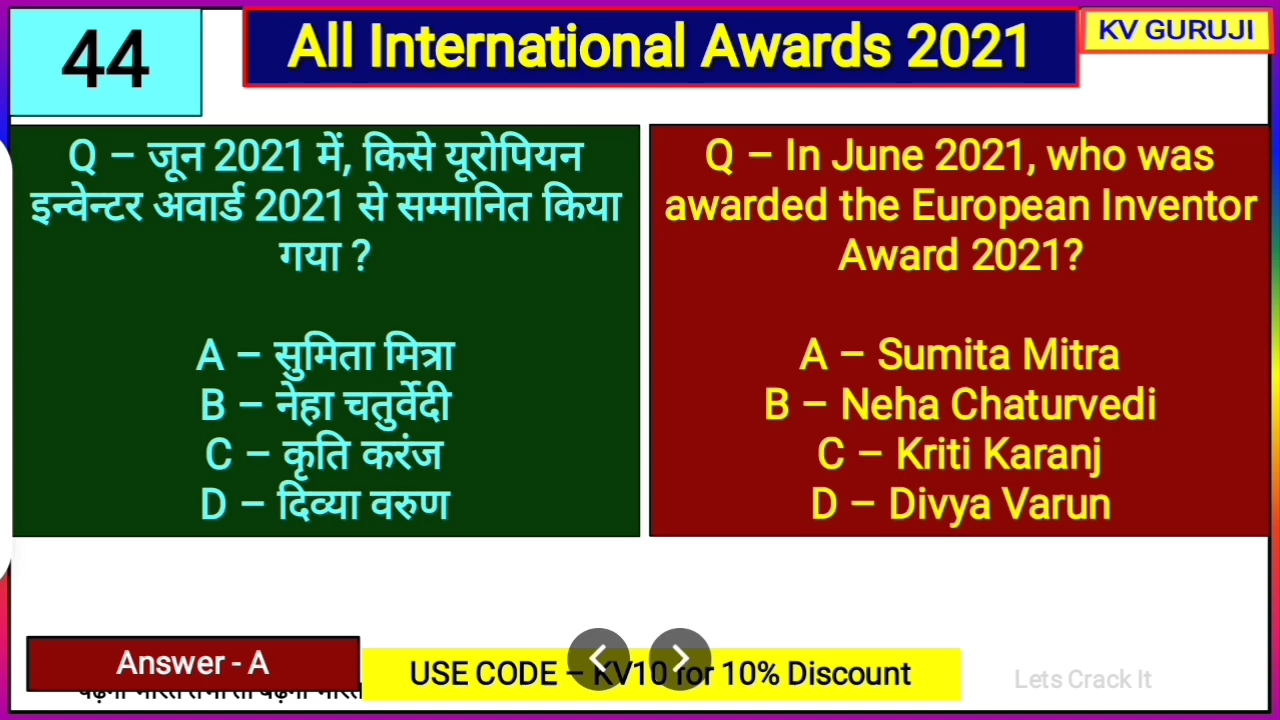 44
All International Awards 2021
KV GURUJI
Q – जून 2021 में, किसे यूरोपियन
इन्वेन्टर अवार्ड 2021 से सम्मानित किया
गया ?
A – सुमिता मित्रा
B – नेहा चतुर्वेदी
C – कृति करंज
D – दिव्या वरुण
Q – In June 2021, who was
awarded the European Inventor
Award 2021?
A – Sumita Mitra
B – Neha Chaturvedi
C – Kriti Karanj
D – Divya Varun
Answer - A
USE CODE – KV10 for 10% Discount
Lets Crack It